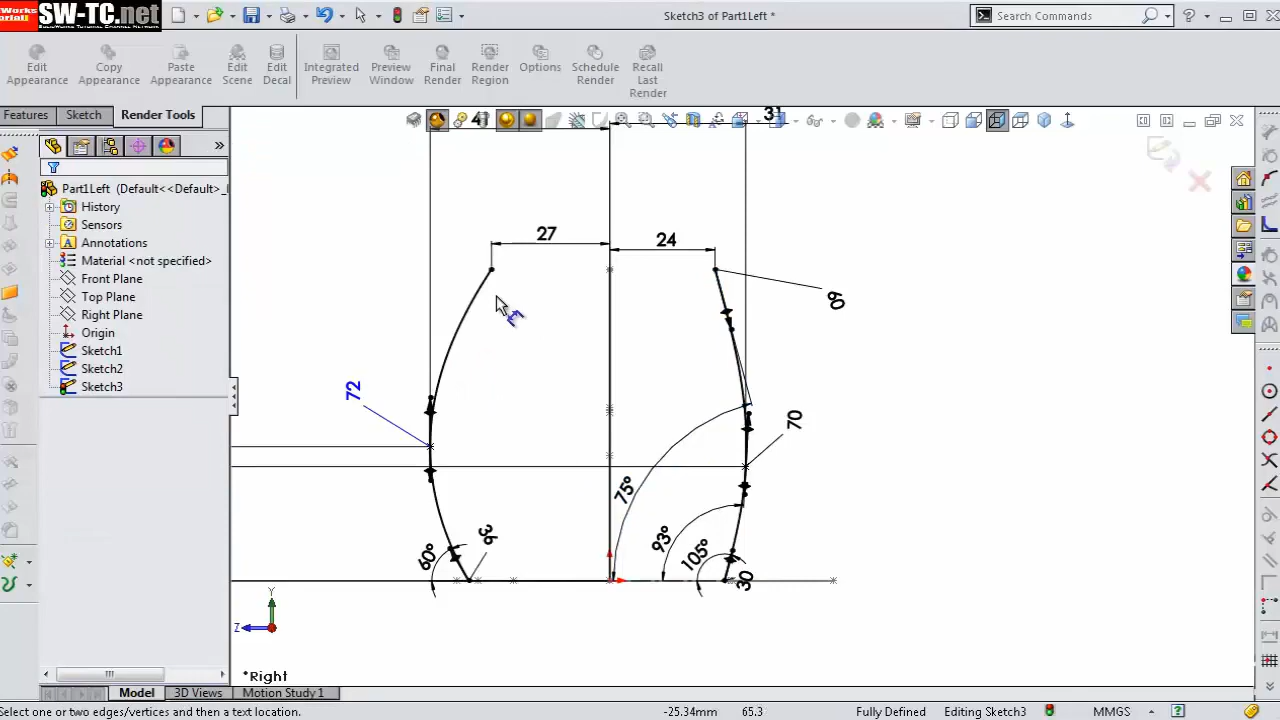 SW-TC.net
Sketch3 of Part1Left *
Search Commands
Edit Appearance
Copy Appearance
Paste Appearance
Edit Scene
Edit Decal
Integrated Preview
Preview Window
Final Render
Render Region
Options
Schedule Render
Recall Last Render
Features
Sketch
Render Tools
Part1Left (Default<<Default>_
History
Sensors
Annotations
Material <not specified>
Front Plane
Top Plane
Right Plane
Origin
Sketch1
Sketch2
Sketch3
31
27
24
60
72
70
75°
93°
105°
30
60°
36
Y
Z
*Right
Model
3D Views
Motion Study 1
Select one or two edges/vertices and then a text location.
-25.34mm
65.3
Fully Defined
Editing Sketch3
MMGS